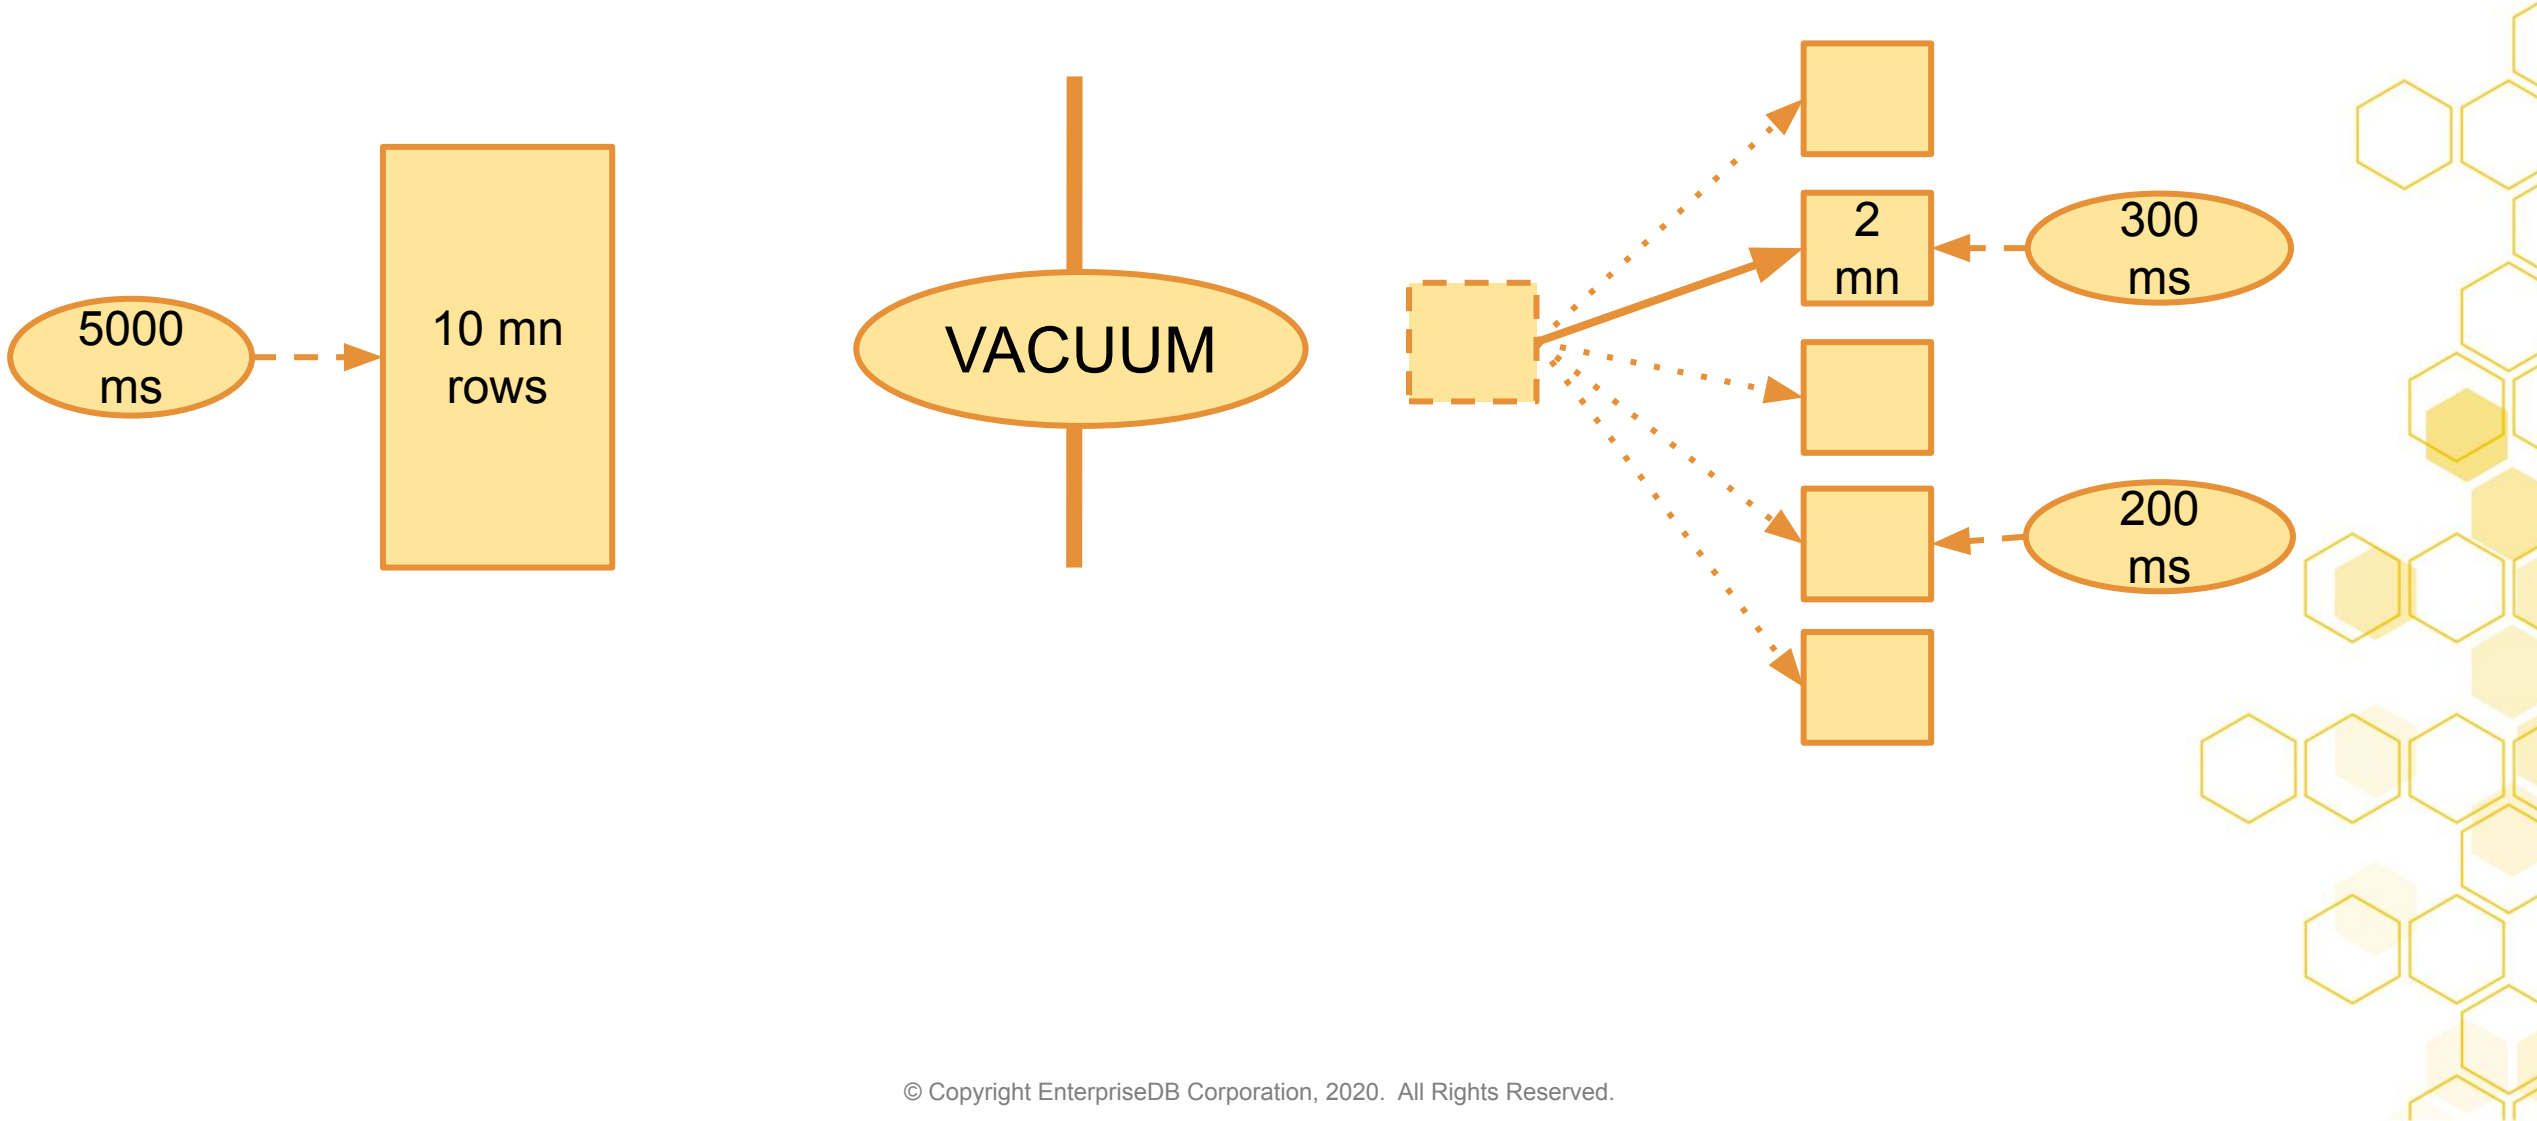 5000
ms
10 mn
rows
VACUUM
2
mn
300
ms
200
ms
© Copyright EnterpriseDB Corporation, 2020.  All Rights Reserved.